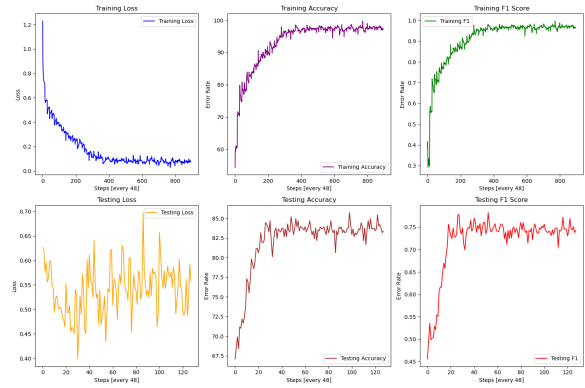 Training Loss
Training Accuracy
Training F1 Score
Training Loss
Training Accuracy
Training F1
Loss
Error Rate
Error Rate
1.2
1.0
0.8
0.6
0.4
0.2
0.0
100
90
80
70
60
1.0
0.9
0.8
0.7
0.6
0.5
0.4
0.3
0 200 400 600 800
0 200 400 600 800
0 200 400 600 800
Steps [every 48]
Steps [every 48]
Steps [every 48]
Testing Loss
Testing Accuracy
Testing F1 Score
Testing Loss
Testing Accuracy
Testing F1
Loss
Error Rate
Error Rate
0.70
0.65
0.60
0.55
0.50
0.45
0.40
85.0
82.5
80.0
77.5
75.0
72.5
70.0
67.5
0.75
0.70
0.65
0.60
0.55
0.50
0.45
0 20 40 60 80 100 120
0 20 40 60 80 100 120
0 20 40 60 80 100 120
Steps [every 48]
Steps [every 48]
Steps [every 48]